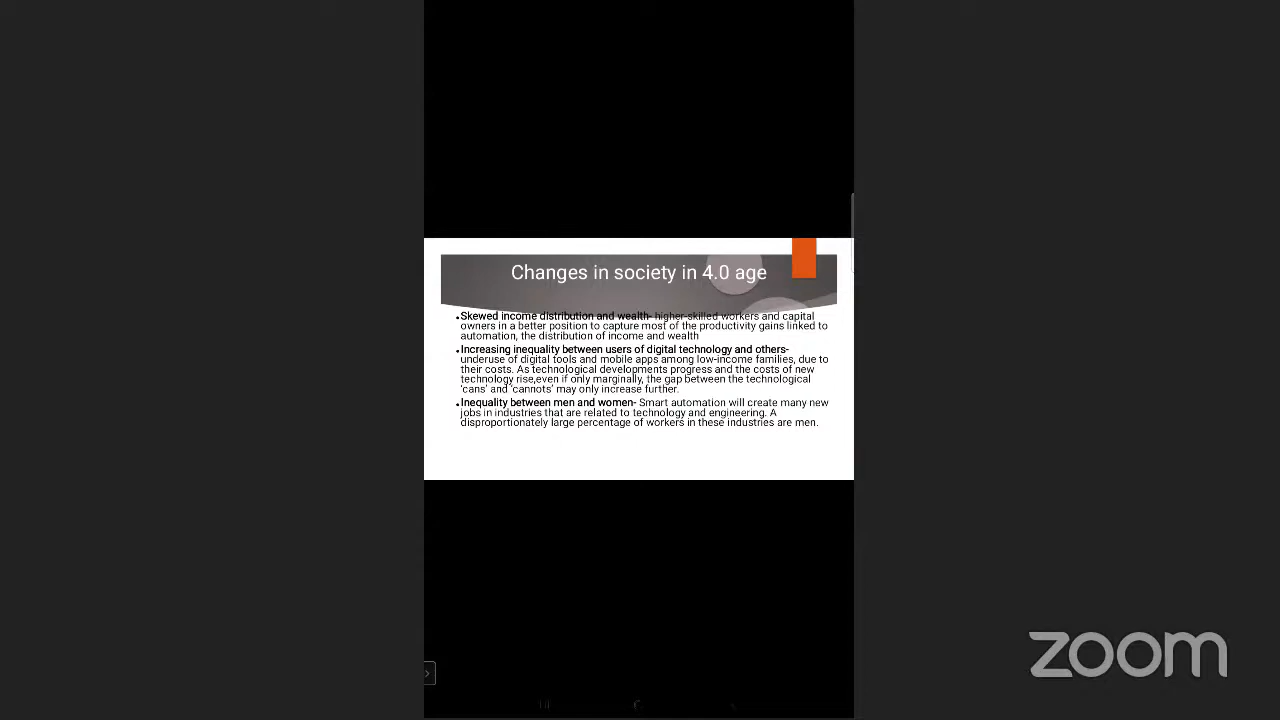 Changes in society in 4.0 age
•Skewed income distribution and wealth- higher-skilled workers and capital
owners in a better position to capture most of the productivity gains linked to
automation, the distribution of income and wealth
•Increasing inequality between users of digital technology and others-
underuse of digital tools and mobile apps among low-income families, due to
their costs. As technological developments progress and the costs of new
technology rise,even if only marginally, the gap between the technological
‘cans’ and ‘cannots’ may only increase further.
•Inequality between men and women- Smart automation will create many new
jobs in industries that are related to technology and engineering. A
disproportionately large percentage of workers in these industries are men.
zoom